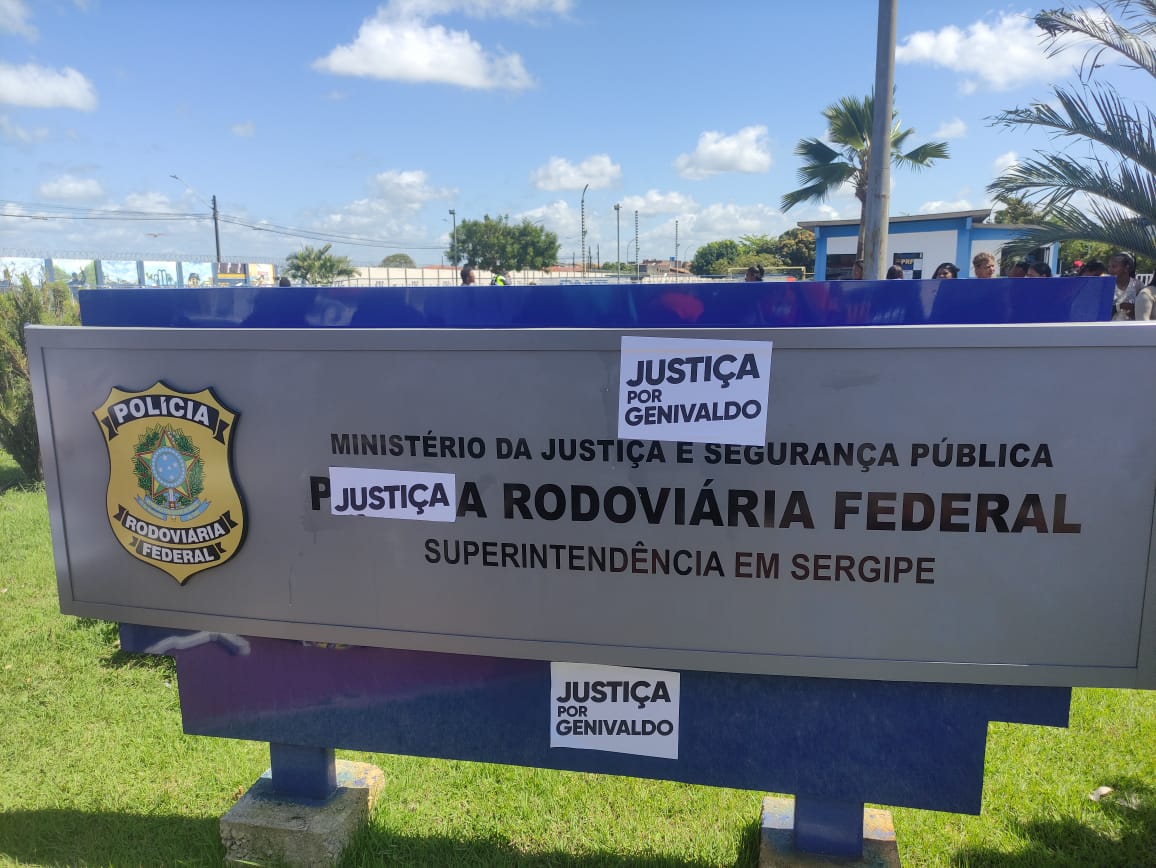 JUSTIÇA
POR
GENIVALDO
MINISTÉRIO DA JUSTIÇA E SEGURANÇA PÚBLICA
P
JUSTIÇA
A RODOVIÁRIA FEDERAL
SUPERINTENDÊNCIA EM SERGIPE
POLÍCIA
RODOVIÁRIA
FEDERAL
JUSTIÇA
POR
GENIVALDO
PRF